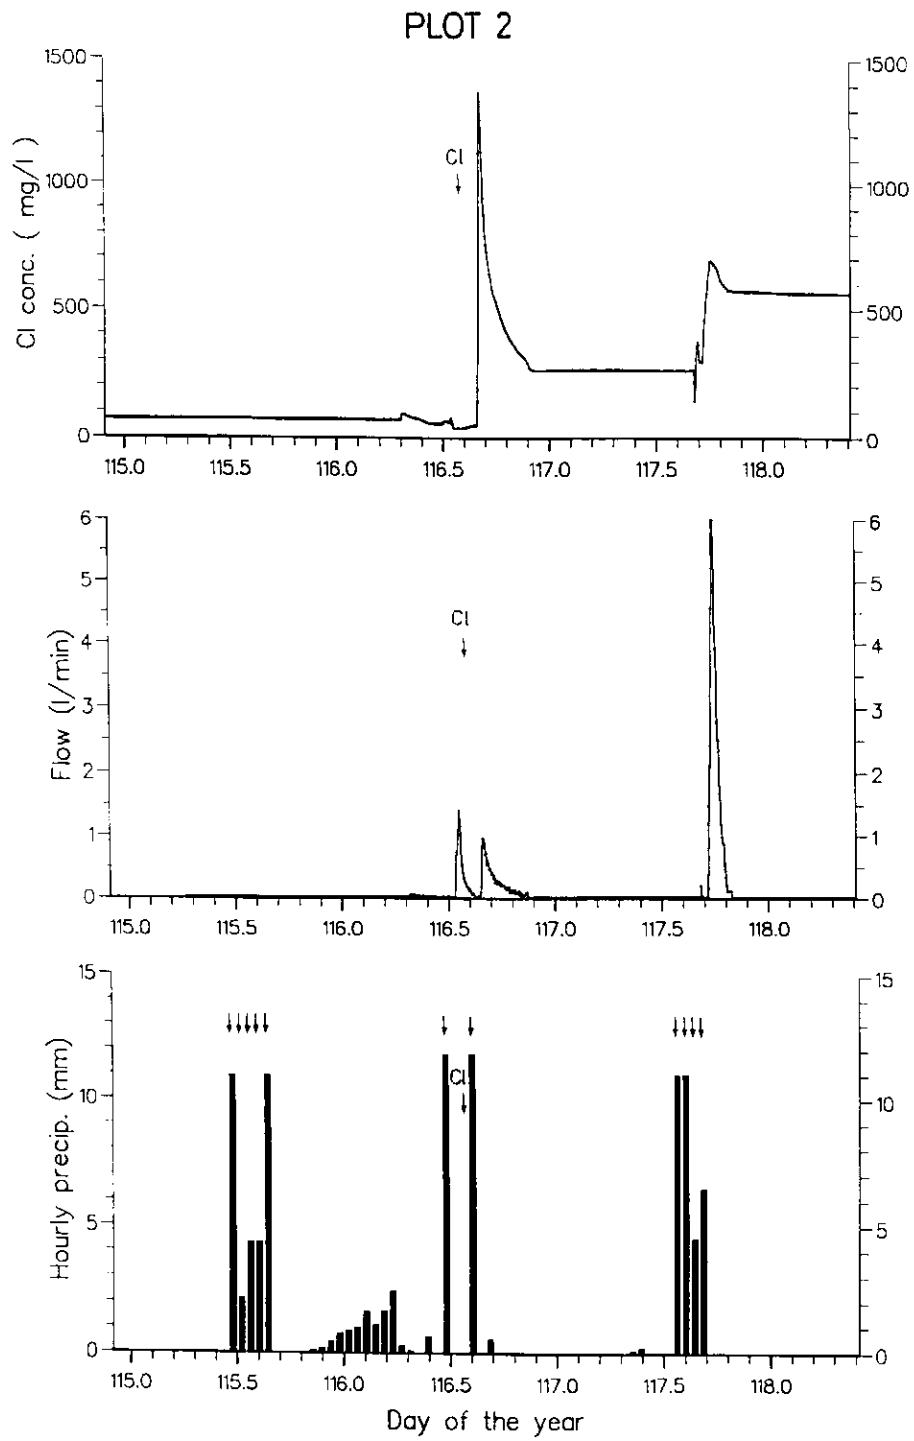 PLOT 2
Cl conc. ( mg/l )
1500 1500
1000 1000
500 500
0 0
Cl
115.0 115.5 116.0 116.5 117.0 117.5 118.0
Flow (l/min)
6 6
5 5
4 4
3 3
2 2
1 1
0 0
Cl
115.0 115.5 116.0 116.5 117.0 117.5 118.0
Hourly precip. (mm)
15 15
10 10
5 5
0 0
Cl
115.0 115.5 116.0 116.5 117.0 117.5 118.0
Day of the year